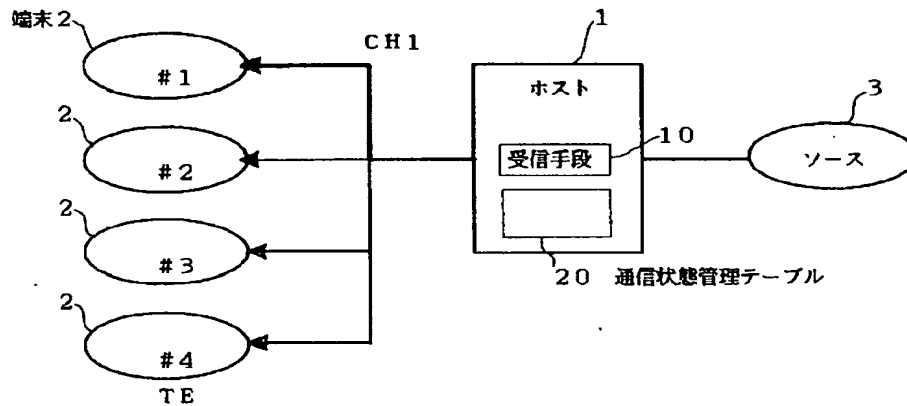 端末2
#1
2
#2
2
#3
2
#4
TE
CH1
1
ホスト
受信手段
10
20 通信状態管理テーブル
3
ソース